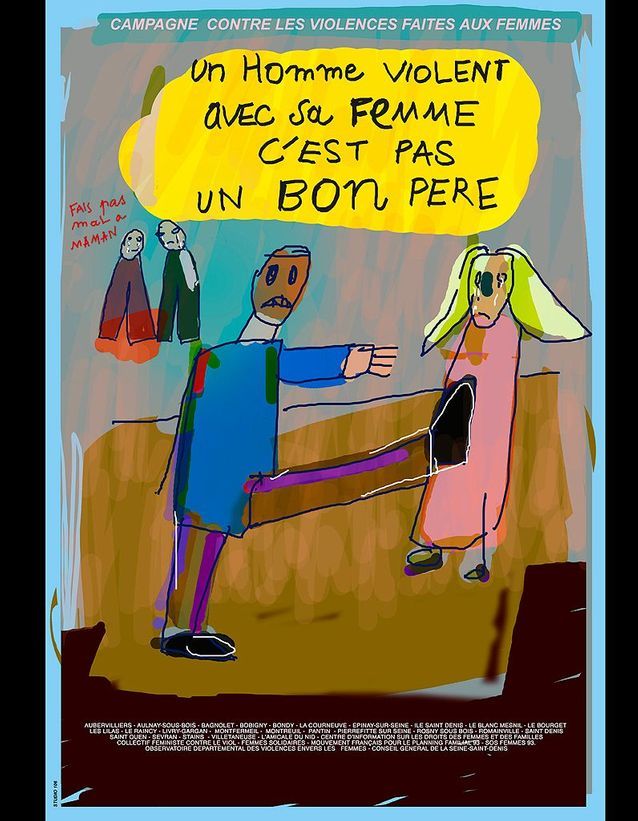 CAMPAGNE CONTRE LES VIOLENCES FAITES AUX FEMMES
Un Homme VIOLENT
avec sa FEMME
C'EST PAS
UN BON PERE
FAIS pas
mal a
MAMAN
AUBERVILLIERS - AULNAY-SOUS-BOIS - BAGNOLET - BOBIGNY - BONDY - LA COURNEUVE - EPINAY-SUR-SEINE - ILE SAINT DENIS - LE BLANC MESNIL - LE BOURGET
LES LILAS - LE RAINCY - LIVRY-GARGAN - MONTFERMEIL - MONTREUIL - PANTIN - PIERREFITTE SUR SEINE - ROSNY SOUS BOIS - ROMAINVILLE - SAINT DENIS
SAINT OUEN - SEVRAN - STAINS - VILLETANEUSE - L'AMICALE DU NID - CENTRE D'INFORMATION SUR LES DROITS DES FEMMES ET DES FAMILLES
COLLECTIF FEMINISTE CONTRE LE VIOL - FEMMES SOLIDAIRES - MOUVEMENT FRANÇAIS POUR LE PLANNING FAMILIAL 93 - SOS FEMMES 93.
OBSERVATOIRE DEPARTEMENTAL DES VIOLENCES ENVERS LES FEMMES - CONSEIL GENERAL DE LA SEINE-SAINT-DENIS
STUDIO